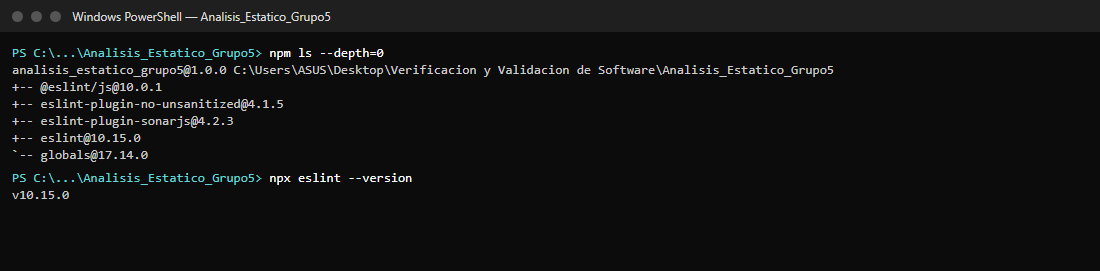 Windows PowerShell — Analisis_Estatico_Grupo5
PS C:\...\Analisis_Estatico_Grupo5> npm ls --depth=0
analisis_estatico_grupo5@1.0.0 C:\Users\ASUS\Desktop\Verificacion y Validacion de Software\Analisis_Estatico_Grupo5
+-- @eslint/js@10.0.1
+-- eslint-plugin-no-unsanitized@4.1.5
+-- eslint-plugin-sonarjs@4.2.3
+-- eslint@10.15.0
`-- globals@17.14.0
PS C:\...\Analisis_Estatico_Grupo5> npx eslint --version
v10.15.0